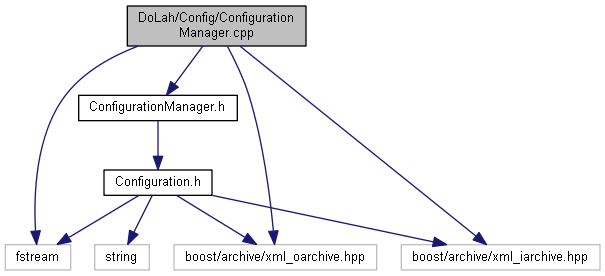 DoLah/Config/Configuration
Manager.cpp
ConfigurationManager.h
Configuration.h
fstream
string
boost/archive/xml_oarchive.hpp
boost/archive/xml_iarchive.hpp